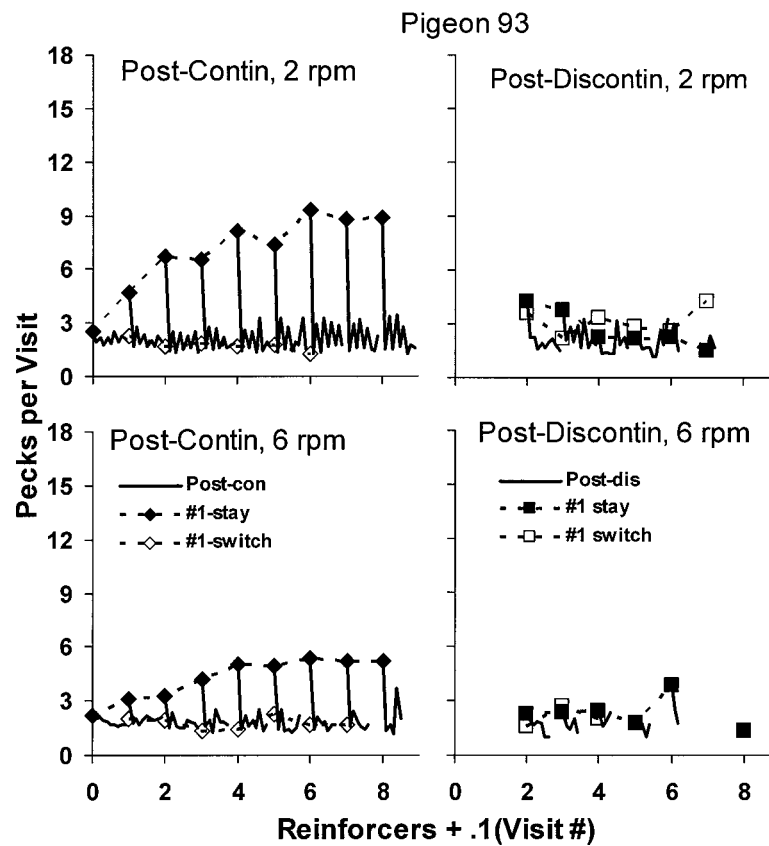 Pigeon 93
Post-Contin, 2 rpm
Post-Discontin, 2 rpm
18
15
12
9
6
3
0
Pecks per Visit
Post-Contin, 6 rpm
Post-con
#1-stay
#1-switch
Post-Discontin, 6 rpm
Post-dis
#1 stay
#1 switch
18
15
12
9
6
3
0
0 2 4 6 8
0 2 4 6 8
Reinforcers + .1(Visit #)